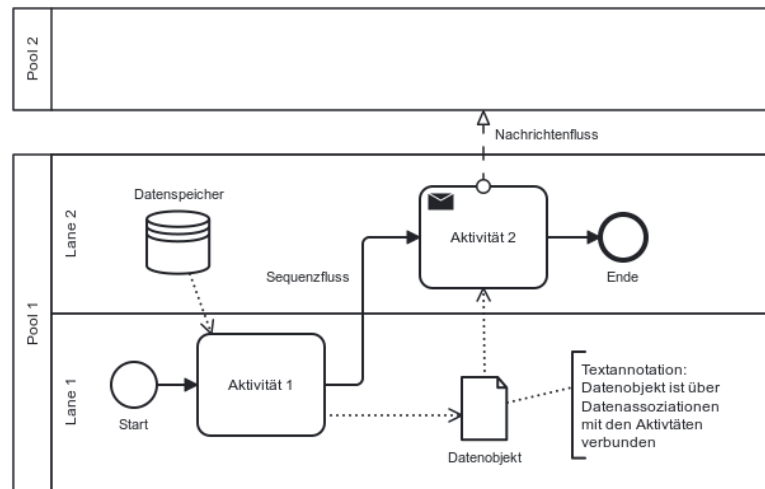 Pool 2
Nachrichtenfluss
Pool 1
Lane 2
Datenspeicher
Aktivität 2
Sequenzfluss
Ende
Lane 1
Aktivität 1
Start
Datenobjekt
Textannotation:
Datenobjekt ist über
Datenassoziationen
mit den Aktivtäten
verbunden